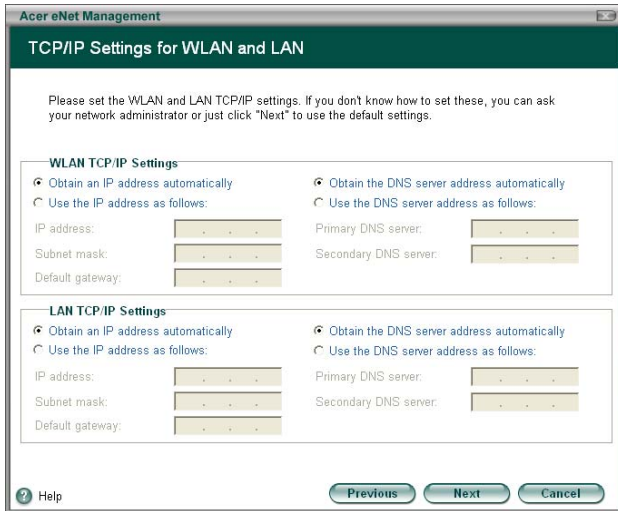 Acer eNet Management
TCP/IP Settings for WLAN and LAN
Please set the WLAN and LAN TCP/IP settings. If you don't know how to set these, you can ask
your network administrator or just click "Next" to use the default settings.
WLAN TCP/IP Settings
Obtain an IP address automatically
Use the IP address as follows:
IP address:
Subnet mask:
Default gateway:
Obtain the DNS server address automatically
Use the DNS server address as follows:
Primary DNS server:
Secondary DNS server:
LAN TCP/IP Settings
Obtain an IP address automatically
Use the IP address as follows:
IP address:
Subnet mask:
Default gateway:
Obtain the DNS server address automatically
Use the DNS server address as follows:
Primary DNS server:
Secondary DNS server:
? Help
Previous
Next
Cancel